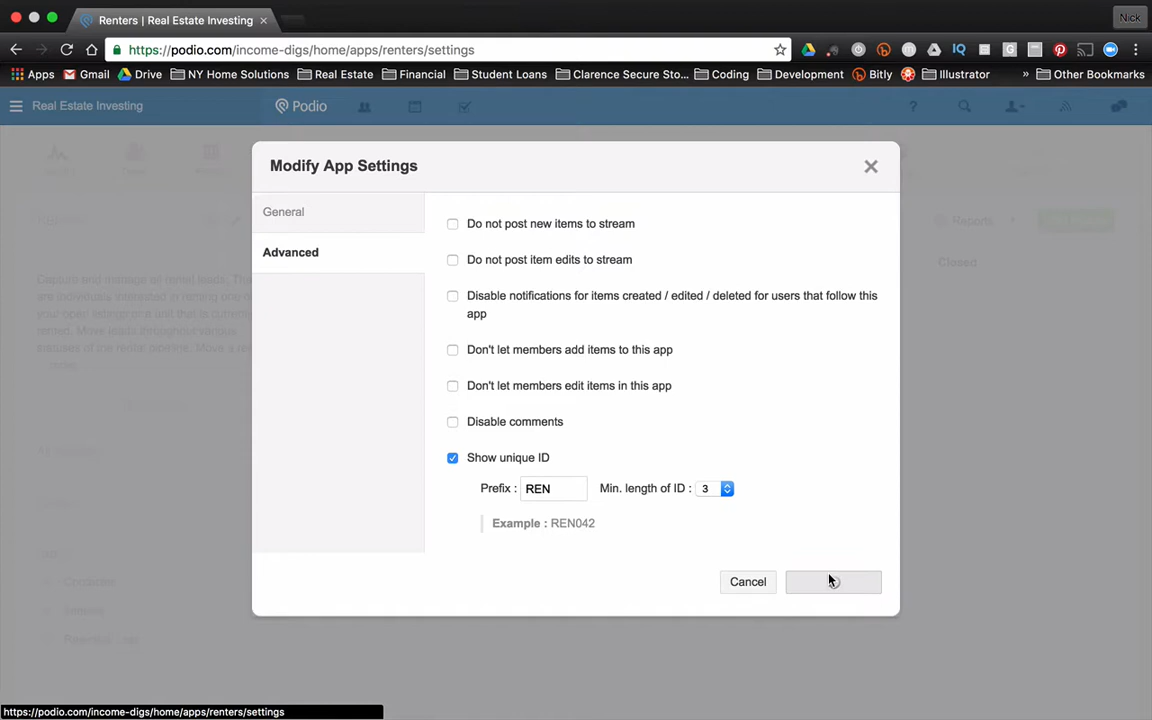 Renters | Real Estate Investing
Nick
https://podio.com/income-digs/home/apps/renters/settings
Apps Gmail Drive NY Home Solutions Real Estate Financial Student Loans Clarence Secure Sto... Coding Development Bitly Illustrator » Other Bookmarks
Real Estate Investing Podio
Modify App Settings
General
Advanced
Do not post new items to stream
Do not post item edits to stream
Disable notifications for items created / edited / deleted for users that follow this
app
Don't let members add items to this app
Don't let members edit items in this app
Disable comments
Show unique ID
Prefix : REN Min. length of ID : 3
Example : REN042
Cancel
Reports
Closed
https://podio.com/income-digs/home/apps/renters/settings